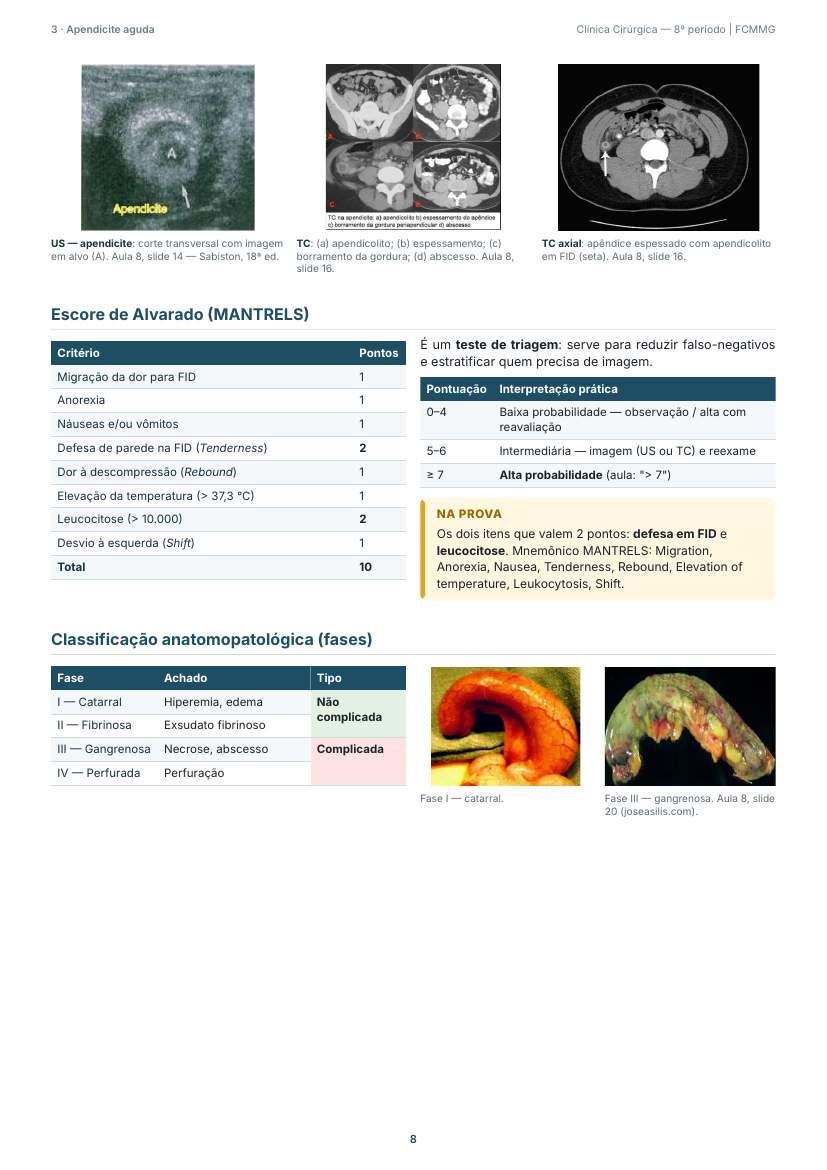 3 · Apendicite aguda
Clínica Cirúrgica — 8º período | FCMMG
A
Apendicite
A.
B.
C
D.
TC na apendicite: a) apendicolito b) espessamento do apêndice
c) borramento da gordura periapendicular d) abscesso
US — apendicite: corte transversal com imagem
em alvo (A). Aula 8, slide 14 — Sabiston, 18ª ed.
TC: (a) apendicolito; (b) espessamento; (c)
borramento da gordura; (d) abscesso. Aula 8,
slide 16.
TC axial: apêndice espessado com apendicolito
em FID (seta). Aula 8, slide 16.
Escore de Alvarado (MANTRELS)
Critério Pontos
Migração da dor para FID 1
Anorexia 1
Náuseas e/ou vômitos 1
Defesa de parede na FID (Tenderness) 2
Dor à descompressão (Rebound) 1
Elevação da temperatura (> 37,3 °C) 1
Leucocitose (> 10.000) 2
Desvio à esquerda (Shift) 1
Total 10
É um teste de triagem: serve para reduzir falso-negativos
e estratificar quem precisa de imagem.
Pontuação Interpretação prática
0–4 Baixa probabilidade — observação / alta com
reavaliação
5–6 Intermediária — imagem (US ou TC) e reexame
≥ 7 Alta probabilidade (aula: "> 7")
NA PROVA
Os dois itens que valem 2 pontos: defesa em FID e
leucocitose. Mnemônico MANTRELS: Migration,
Anorexia, Nausea, Tenderness, Rebound, Elevation of
temperature, Leukocytosis, Shift.
Classificação anatomopatológica (fases)
Fase Achado Tipo
I — Catarral Hiperemia, edema Não
complicada
II — Fibrinosa Exsudato fibrinoso
III — Gangrenosa Necrose, abscesso Complicada
IV — Perfurada Perfuração
Fase I — catarral.
Fase III — gangrenosa. Aula 8, slide
20 (joseasilis.com).
8